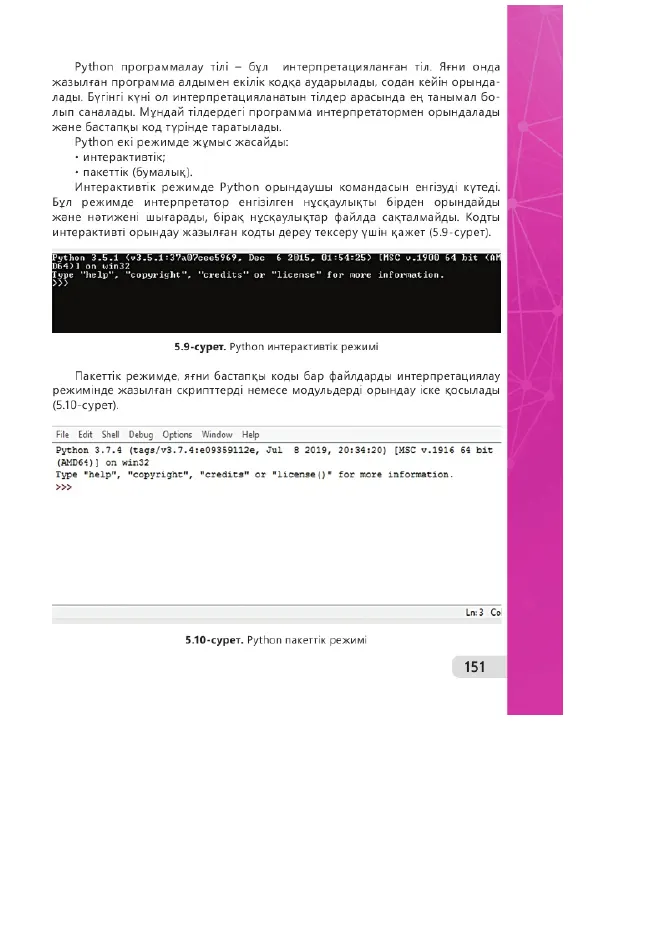 Python программалау тілі – бұл интерпретацияланған тіл. Яғни онда
жазылған программа алдымен екілік кодқа аударылады, содан кейін орында-
лады. Бүгінгі күні ол интерпретацияланатын тілдер арасында ең танымал бо-
лып саналады. Мұндай тілдердегі программа интерпретатормен орындалады
және бастапқы код түрінде таратылады.
Python екі режимде жұмыс жасайды:
• интерактивтік;
• пакеттік (бумалық).
Интерактивтік режимде Python орындаушы командасын енгізуді күтеді.
Бұл режимде интерпретатор енгізілген нұсқаулықты бірден орындайды
және нәтижені шығарады, бірақ нұсқаулықтар файлда сақталмайды. Кодты
интерактивті орындау жазылған кодты дереу тексеру үшін қажет (5.9-сурет).
Python 3.5.1 (v3.5.1:37a07cee5969, Dec  6 2015, 01:54:25) [MSC v.1900 64 bit (AM
D64)] on win32
Type "help", "copyright", "credits" or "license" for more information.
>>>
5.9-сурет. Python интерактивтік режимі
Пакеттік режимде, яғни бастапқы коды бар файлдарды интерпретациялау
режимінде жазылған скрипттерді немесе модульдерді орындау іске қосылады
(5.10-сурет).
File Edit Shell Debug Options Window Help
Python 3.7.4 (tags/v3.7.4:e09359112e, Jul  8 2019, 20:34:20) [MSC v.1916 64 bit
(AMD64)] on win32
Type "help", "copyright", "credits" or "license()" for more information.
>>>
Ln: 3 Co
5.10-сурет. Python пакеттік режимі
151